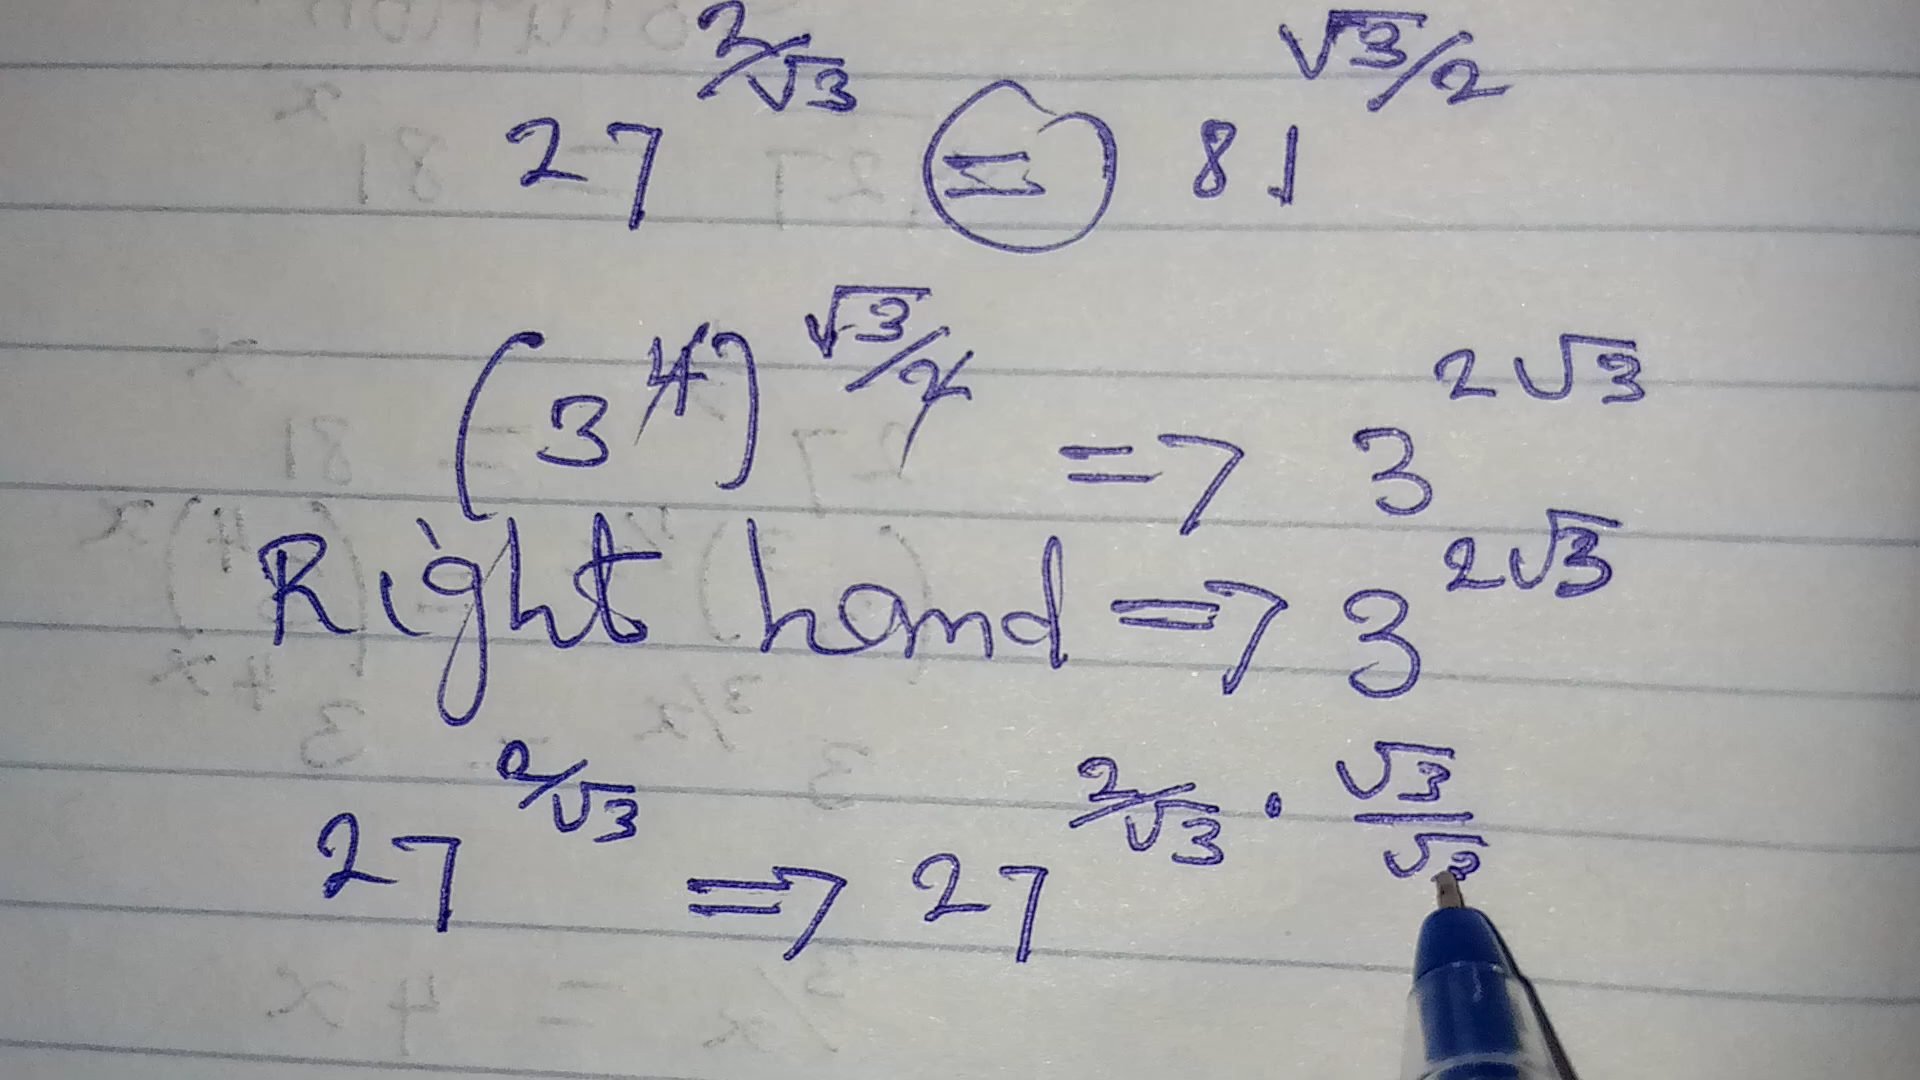 27^(2/√3) = 81^(√3/2)
(3^4)^(√3/2) => 3^(2√3)
Right hand => 3^(2√3)
27^(2/√3) => 27^(2/√3 · √3/√3)